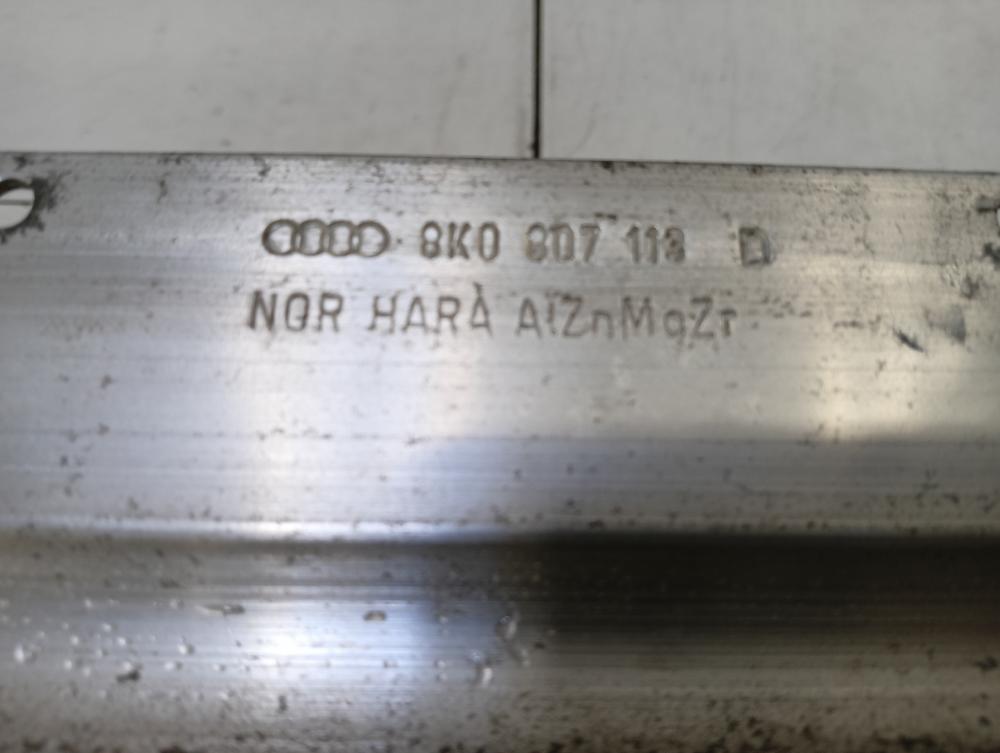 8K0 807 113 D
NOR HARA AlZnMgZr